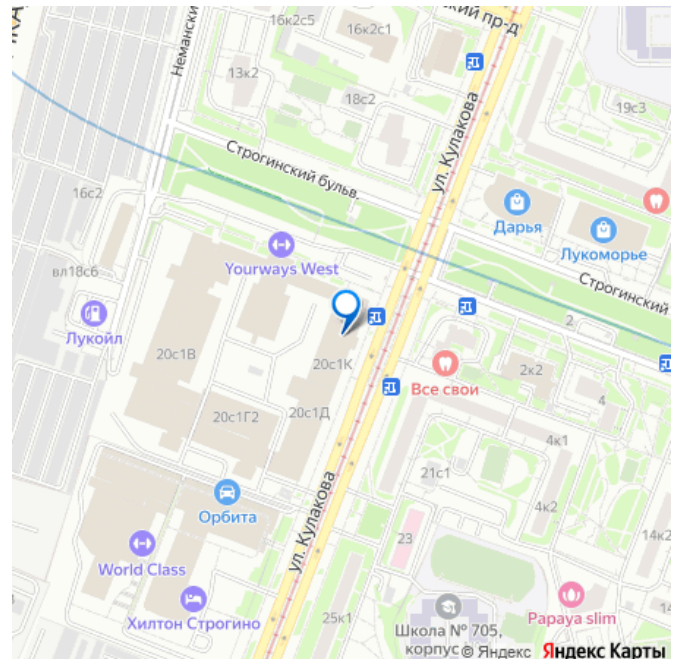 16к2с5
16к2с1
ский пр-д
Неманский
13к2
18с2
19с3
ул. Кулакова
Строгинский бульв.
16с2
Дарья
Лукоморье
Yourways West
вл18с6
Строгинский
Лукойл
20с1В
20с1К
2
2к2
Все свои
4
20с1Г2
20с1Д
4к1
21с1
Орбита
ул. Кулакова
4к2
14к2
23
World Class
Хилтон Строгино
25к1
Школа № 705,
корпус
Papaya slim
© Яндекс
Яндекс Карты